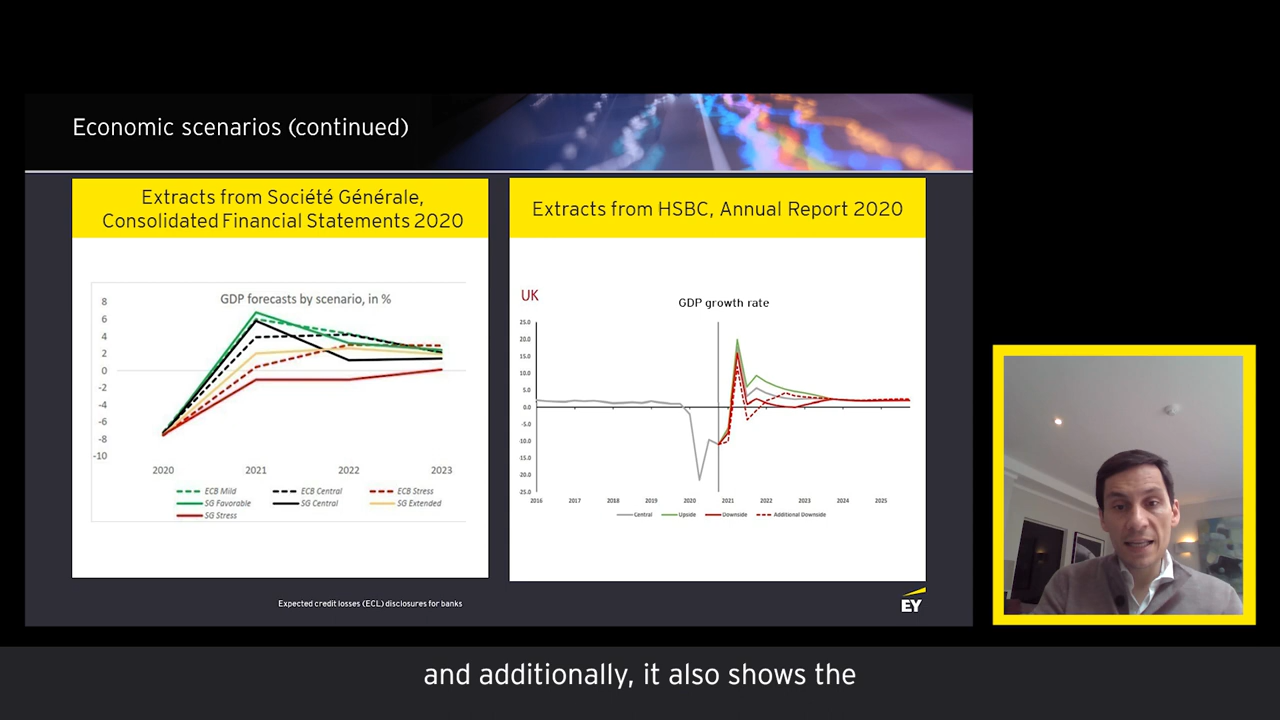 Economic scenarios (continued)
Extracts from Société Générale,
Consolidated Financial Statements 2020
GDP forecasts by scenario, in %
8
6
4
2
0
-2
-4
-6
-8
-10
2020 2021 2022 2023
ECB Mild ECB Central ECB Stress
SG Favorable SG Central SG Extended
SG Stress
Extracts from HSBC, Annual Report 2020
UK
GDP growth rate
25.0
20.0
15.0
10.0
5.0
0.0
-5.0
-10.0
15.0
20.0
25.0
2016 2017 2018 2019 2020 2021 2022 2023 2024 2025
Central Upside Downside Additional Downside
Expected credit losses (ECL) disclosures for banks
EY
and additionally, it also shows the